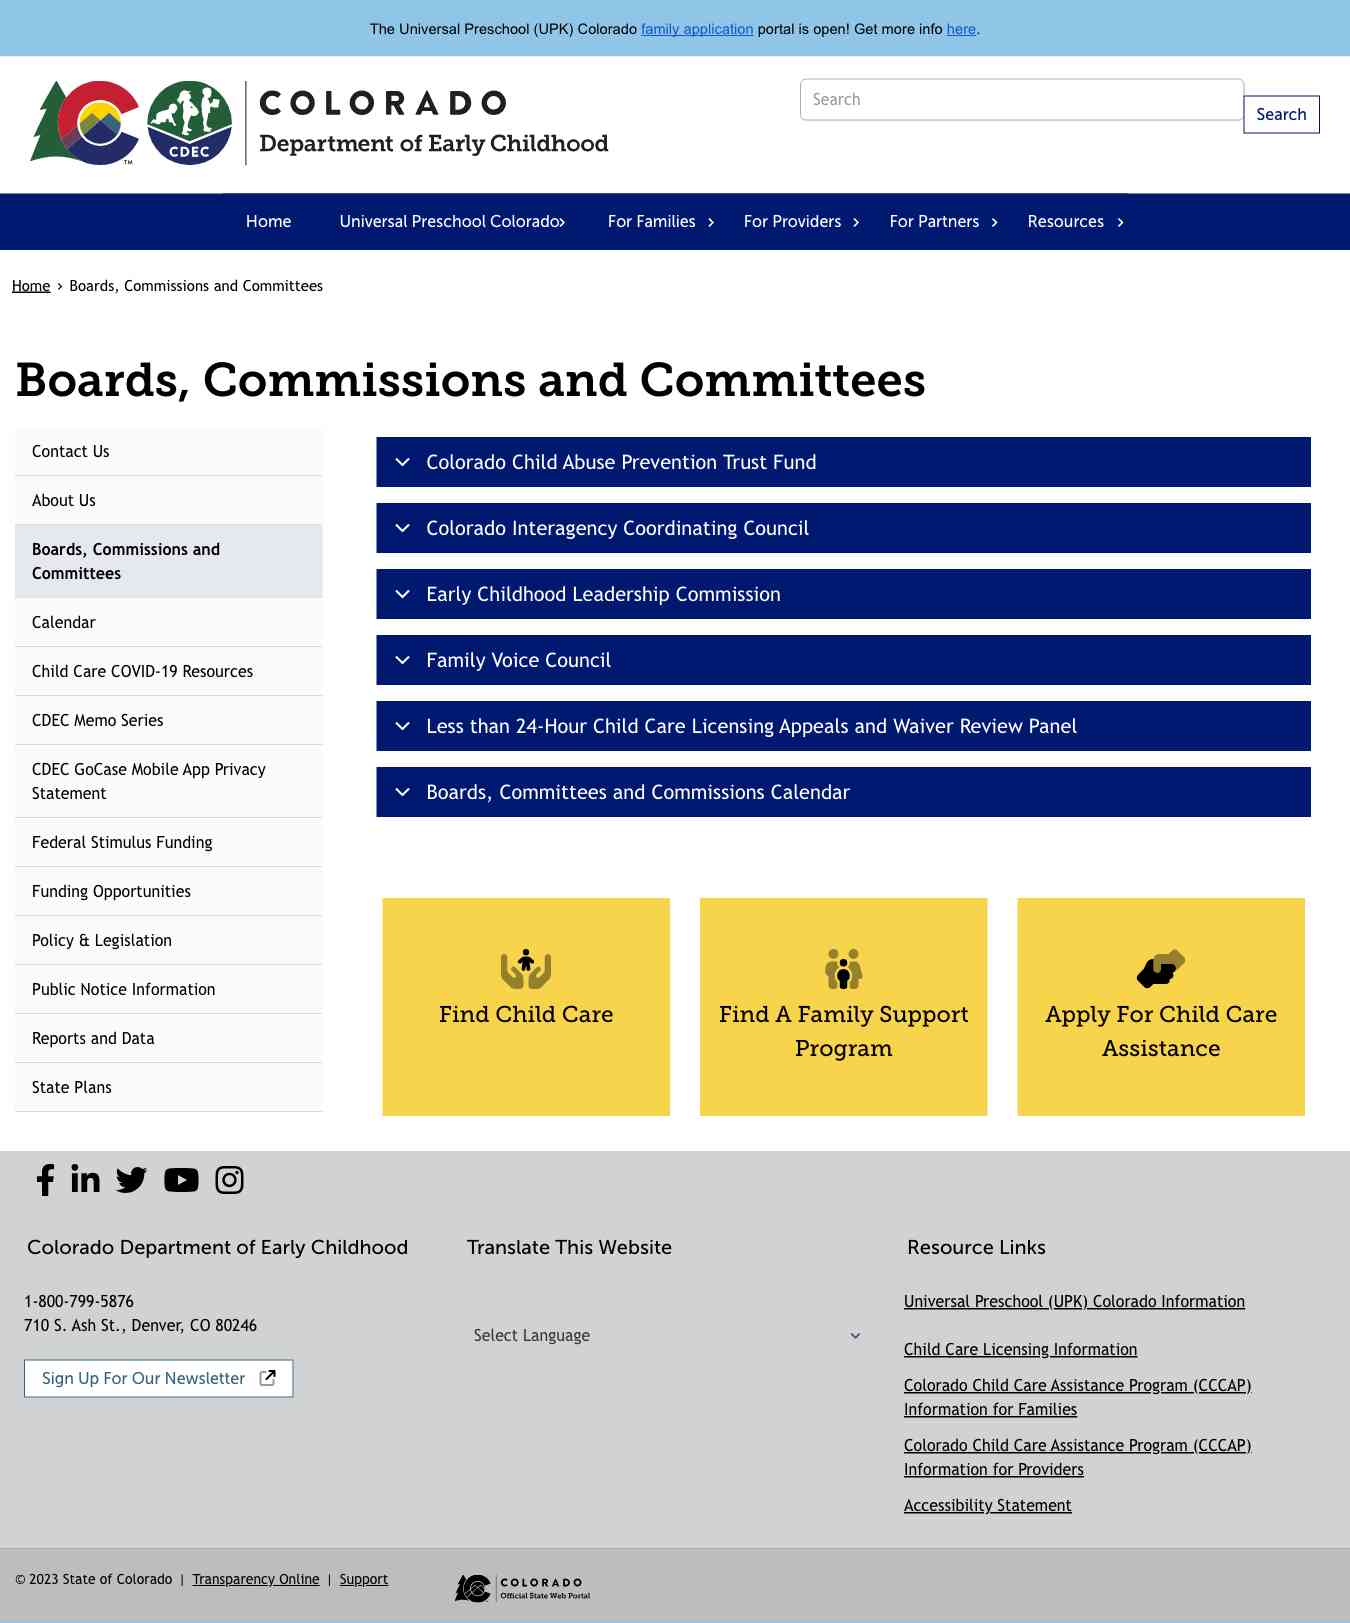 The Universal Preschool (UPK) Colorado family application portal is open! Get more info here.
CDEC
TM
COLORADO
Department of Early Childhood
Search
Search
Home
Universal Preschool Colorado
For Families
For Providers
For Partners
Resources
Home › Boards, Commissions and Committees
Boards, Commissions and Committees
Contact Us
About Us
Boards, Commissions and
Committees
Calendar
Child Care COVID-19 Resources
CDEC Memo Series
CDEC GoCase Mobile App Privacy
Statement
Federal Stimulus Funding
Funding Opportunities
Policy & Legislation
Public Notice Information
Reports and Data
State Plans
Colorado Child Abuse Prevention Trust Fund
Colorado Interagency Coordinating Council
Early Childhood Leadership Commission
Family Voice Council
Less than 24-Hour Child Care Licensing Appeals and Waiver Review Panel
Boards, Committees and Commissions Calendar
Find Child Care
Find A Family Support
Program
Apply For Child Care
Assistance
Colorado Department of Early Childhood
1-800-799-5876
710 S. Ash St., Denver, CO 80246
Sign Up For Our Newsletter
Translate This Website
Select Language
Resource Links
Universal Preschool (UPK) Colorado Information
Child Care Licensing Information
Colorado Child Care Assistance Program (CCCAP)
Information for Families
Colorado Child Care Assistance Program (CCCAP)
Information for Providers
Accessibility Statement
© 2023 State of Colorado | Transparency Online | Support
COLORADO
Official State Web Portal